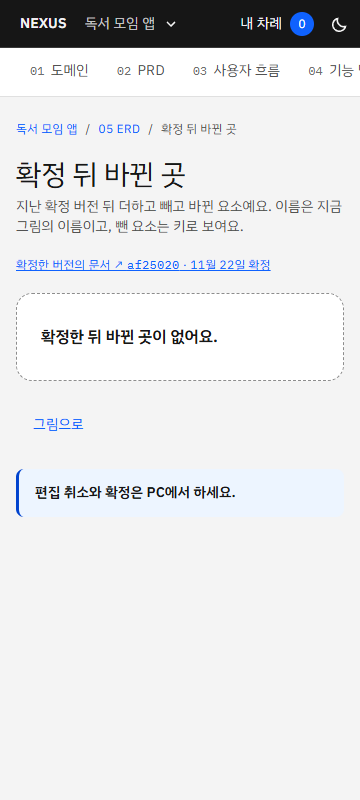 NEXUS 독서 모임 앱 내 차례 0
01 도메인 02 PRD 03 사용자 흐름 04 기능
독서 모임 앱 / 05 ERD / 확정 뒤 바뀐 곳
확정 뒤 바뀐 곳
지난 확정 버전 뒤 더하고 빼고 바뀐 요소예요. 이름은 지금
그림의 이름이고, 뺀 요소는 키로 보여요.
확정한 버전의 문서 ↗ af25020 · 11월 22일 확정
확정한 뒤 바뀐 곳이 없어요.
그림으로
편집 취소와 확정은 PC에서 하세요.